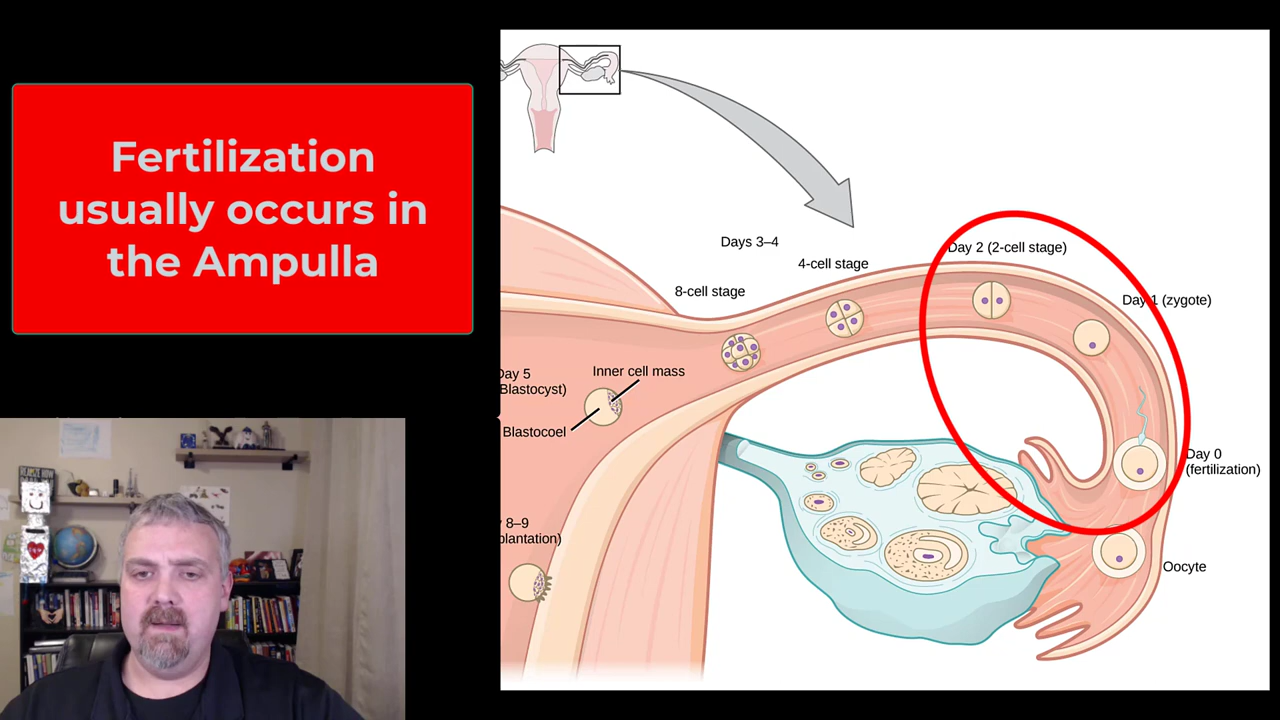 Fertilization
usually occurs in
the Ampulla
Days 3–4
4-cell stage
8-cell stage
Day 2 (2-cell stage)
Day 1 (zygote)
Day 5
Blastocyst)
Inner cell mass
Blastocoel
Day 0
(fertilization)
8–9
plantation)
Oocyte